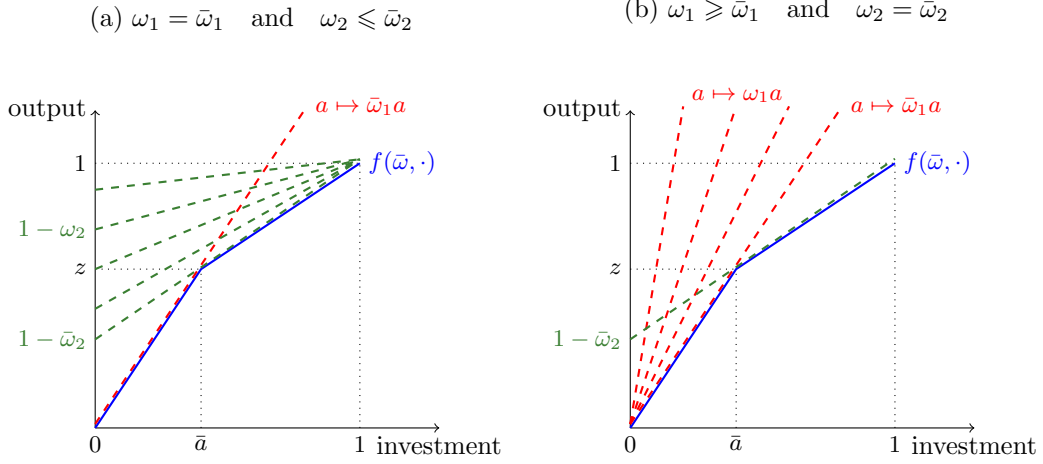 (a) ω₁ = ω̄₁ and ω₂ ⩽ ω̄₂
output
a ↦ ω̄₁a
1
f(ω̄, ·)
1 − ω₂
z
1 − ω̄₂
0
ā
1
investment
(b) ω₁ ⩾ ω̄₁ and ω₂ = ω̄₂
output
a ↦ ω₁a
a ↦ ω̄₁a
1
f(ω̄, ·)
z
1 − ω̄₂
0
ā
1
investment